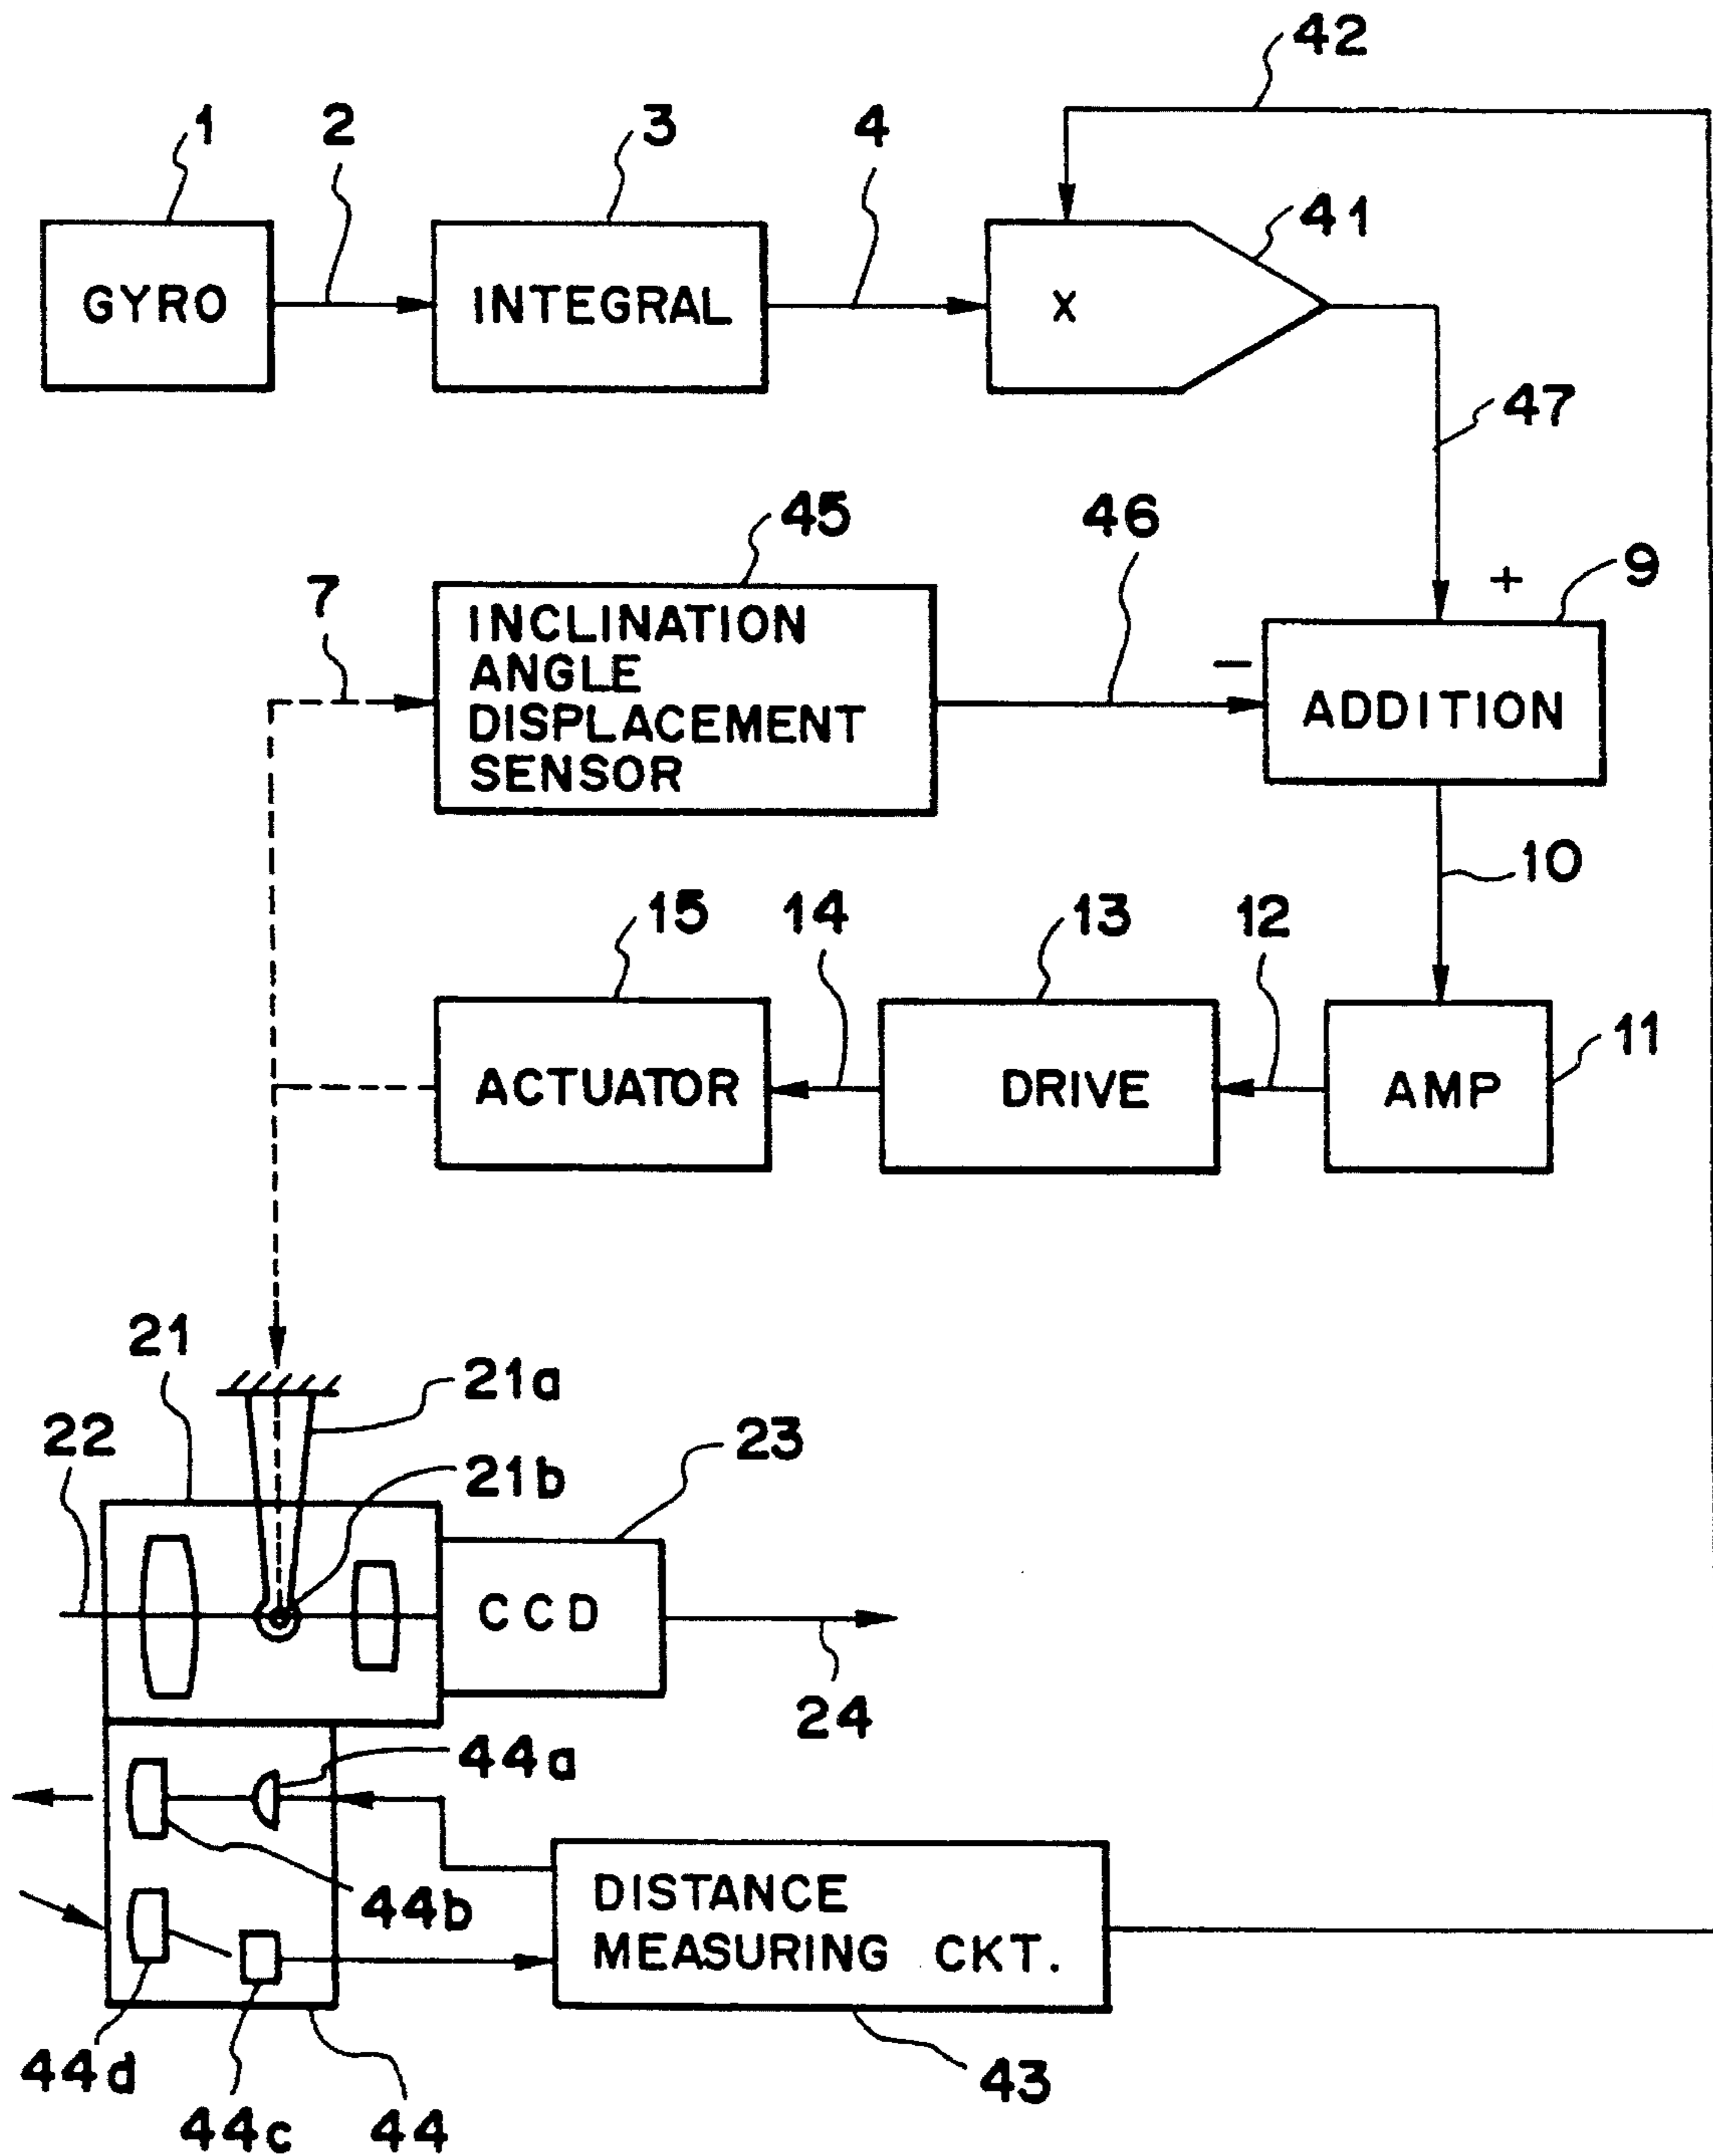 42
1
2
3
4
41
GYRO
INTEGRAL
X
47
45
46
7
+
9
INCLINATION
ANGLE
DISPLACEMENT
SENSOR
−
ADDITION
10
15
14
13
12
11
ACTUATOR
DRIVE
AMP
21
21a
22
23
21b
CCD
24
44a
44b
DISTANCE
MEASURING CKT.
44d
44c
44
43